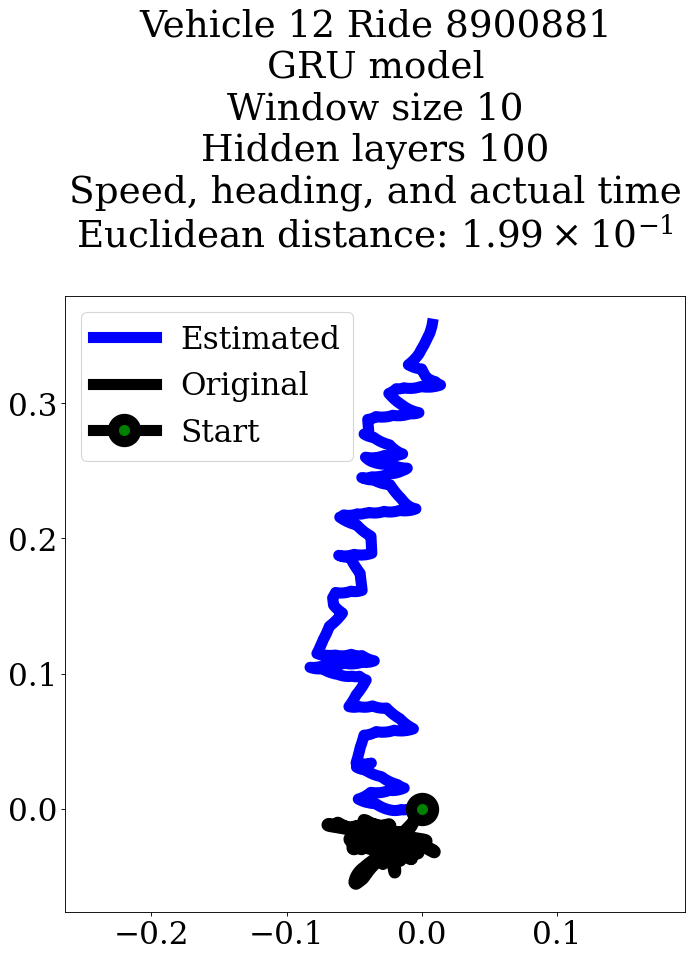 Vehicle 12 Ride 8900881
GRU model
Window size 10
Hidden layers 100
Speed, heading, and actual time
Euclidean distance: 1.99 × 10⁻¹
Estimated
Original
Start
0.3
0.2
0.1
0.0
−0.2
−0.1
0.0
0.1